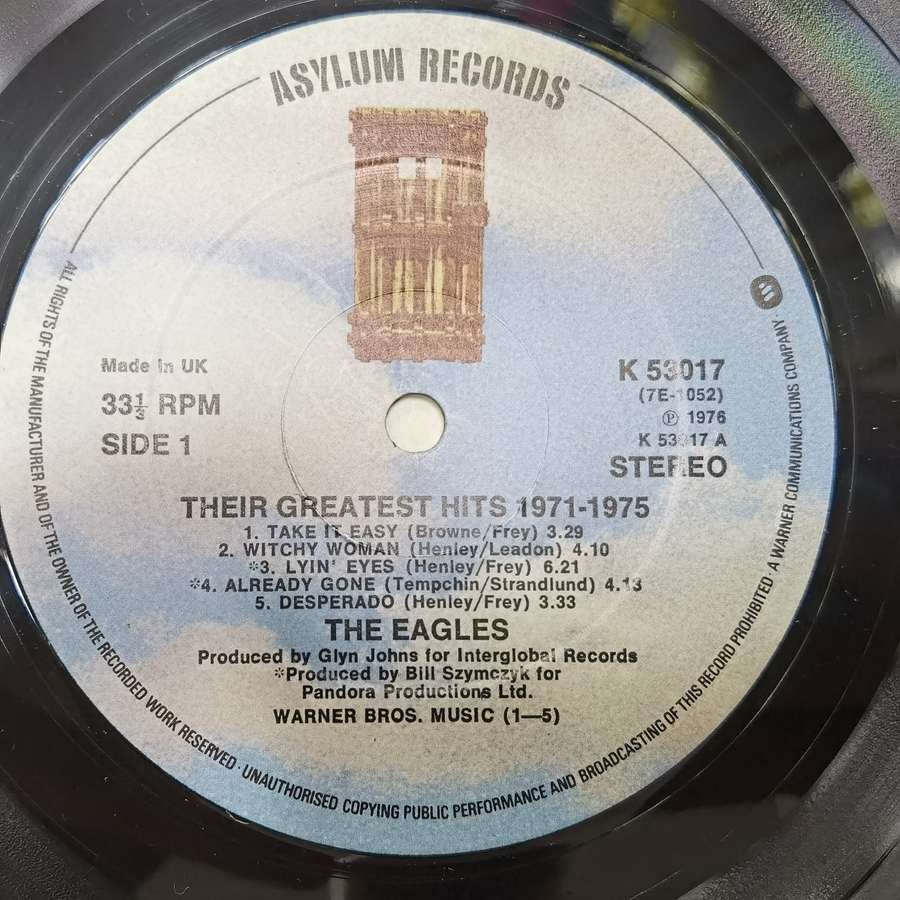 ASYLUM RECORDS
Made in UK
33⅓ RPM
SIDE 1
K 53017
(7E-1052)
℗ 1976
K 53017 A
STEREO
THEIR GREATEST HITS 1971-1975
1. TAKE IT EASY (Browne/Frey) 3.29
2. WITCHY WOMAN (Henley/Leadon) 4.10
*3. LYIN' EYES (Henley/Frey) 6.21
*4. ALREADY GONE (Tempchin/Strandlund) 4.13
5. DESPERADO (Henley/Frey) 3.33
THE EAGLES
Produced by Glyn Johns for Interglobal Records
*Produced by Bill Szymczyk for
Pandora Productions Ltd.
WARNER BROS. MUSIC (1—5)
ALL RIGHTS OF THE MANUFACTURER AND OF THE OWNER OF THE RECORDED WORK RESERVED · UNAUTHORISED COPYING PUBLIC PERFORMANCE AND BROADCASTING OF THIS RECORD PROHIBITED · A WARNER COMMUNICATIONS COMPANY ·